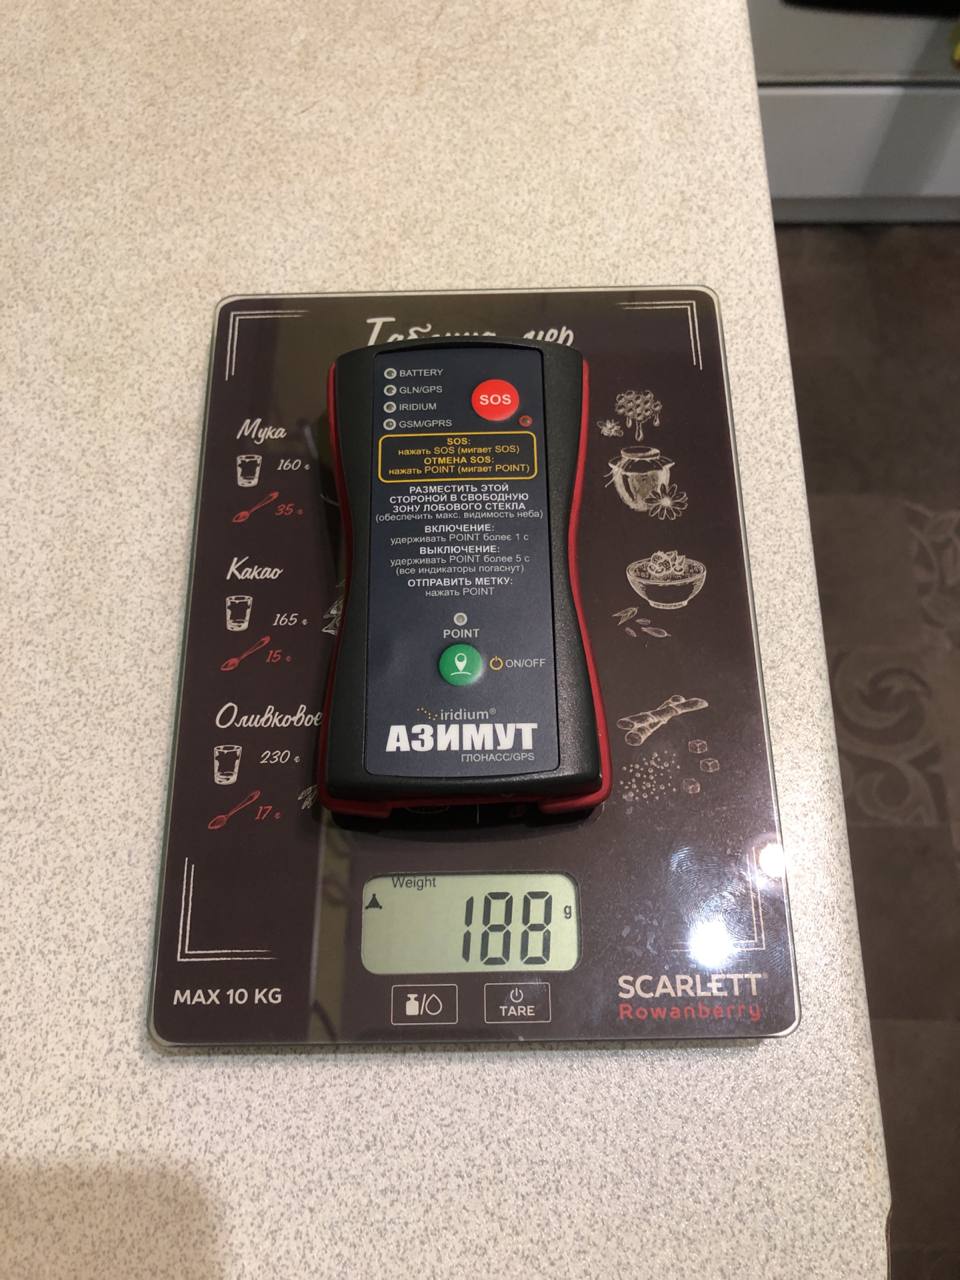 BATTERY
GLN/GPS
IRIDIUM
GSM/GPRS
SOS
SOS:
нажать SOS (мигает SOS)
ОТМЕНА SOS:
нажать POINT (мигает POINT)
РАЗМЕСТИТЬ ЭТОЙ
СТОРОНОЙ В СВОБОДНУЮ
ЗОНУ ЛОБОВОГО СТЕКЛА
(обеспечить макс. видимость неба)
ВКЛЮЧЕНИЕ:
удерживать POINT более 1 с
ВЫКЛЮЧЕНИЕ:
удерживать POINT более 5 с
(все индикаторы погаснут)
ОТПРАВИТЬ МЕТКУ:
нажать POINT
POINT
ON/OFF
iridium®
АЗИМУТ
ГЛОНАСС/GPS
Мука
160 г
35 г
Какао
165 г
15 г
Оливковое
230 г
17 г
Weight
188 g
MAX 10 KG
TARE
SCARLETT
Rowanberry